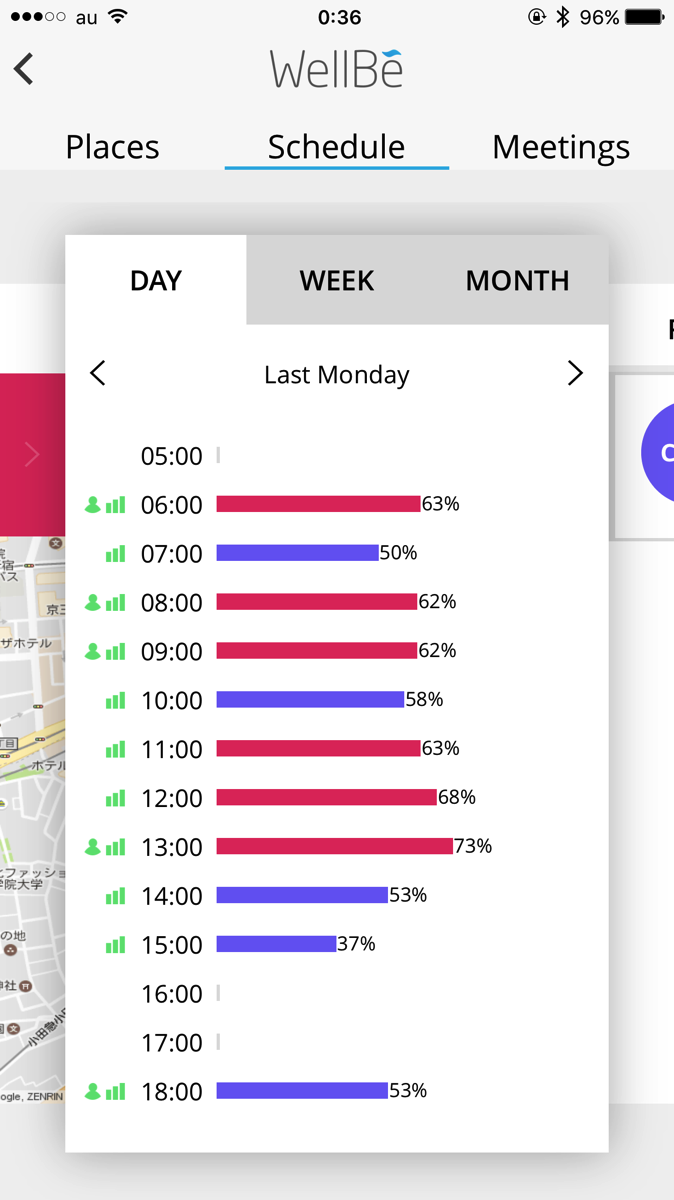 au
0:36
96%
WellBe
Places
Schedule
Meetings
DAY
WEEK
MONTH
Last Monday
05:00
06:00 63%
07:00 50%
08:00 62%
09:00 62%
10:00 58%
11:00 63%
12:00 68%
13:00 73%
14:00 53%
15:00 37%
16:00
17:00
18:00 53%
院
宿
バス
京王
ザホテル
丁目
ホテル
ファッショ
学院大学
の地
神社
小田急小
ogle, ZENRIN